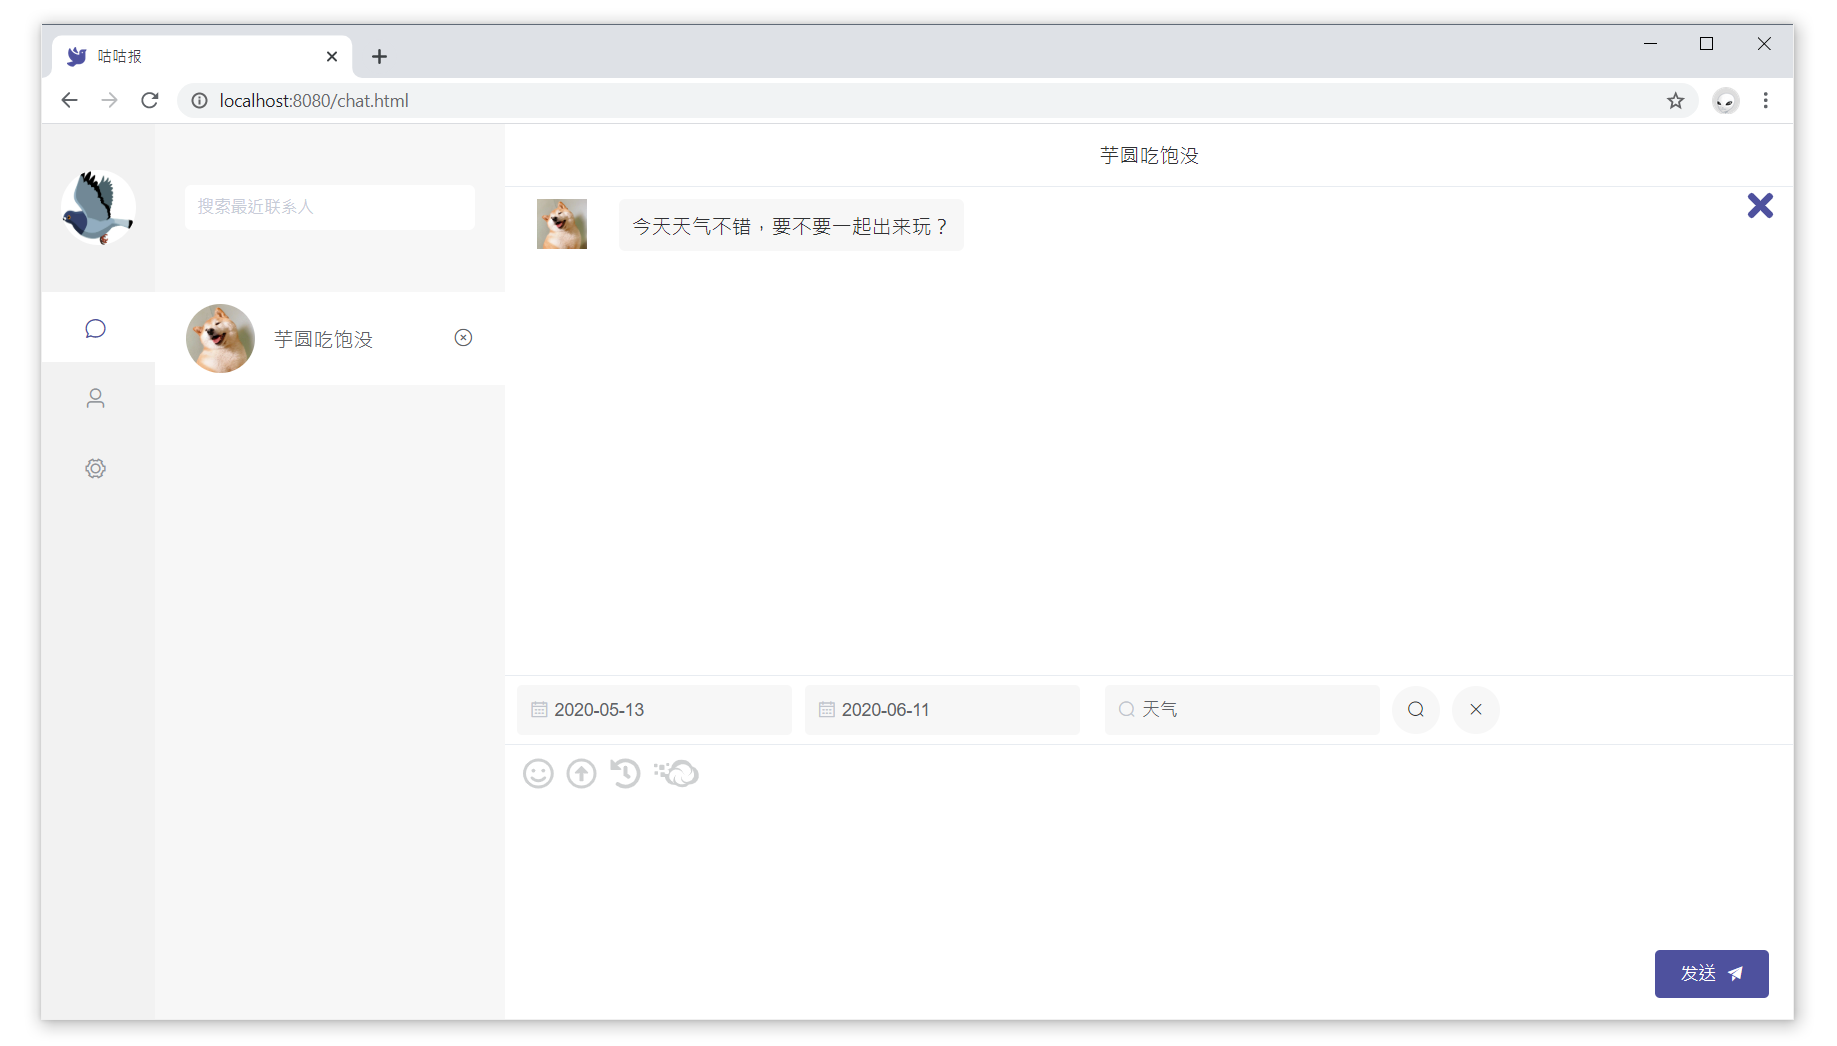 咕咕报
localhost:8080/chat.html
芋圆吃饱没
搜索最近联系人
今天天气不错，要不要一起出来玩？
芋圆吃饱没
2020-05-13
2020-06-11
天气
发送